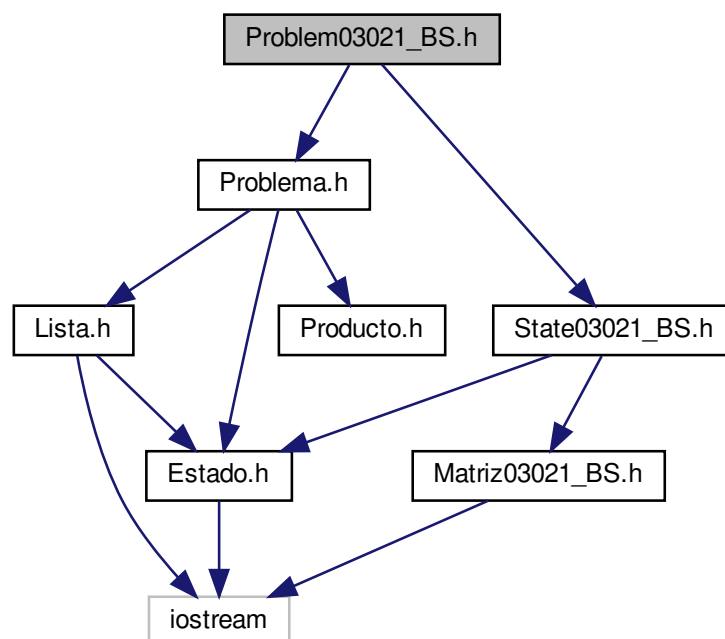 Problem03021_BS.h
Problema.h
Lista.h
Producto.h
State03021_BS.h
Estado.h
Matriz03021_BS.h
iostream